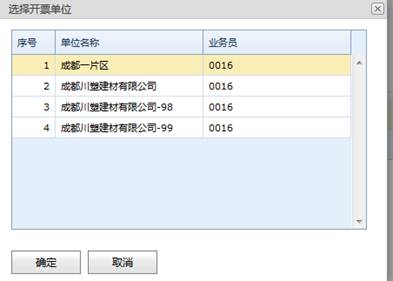 选择开票单位
序号 单位名称 业务员
1 成都一片区 0016
2 成都川塑建材有限公司 0016
3 成都川塑建材有限公司-98 0016
4 成都川塑建材有限公司-99 0016
确定 取消